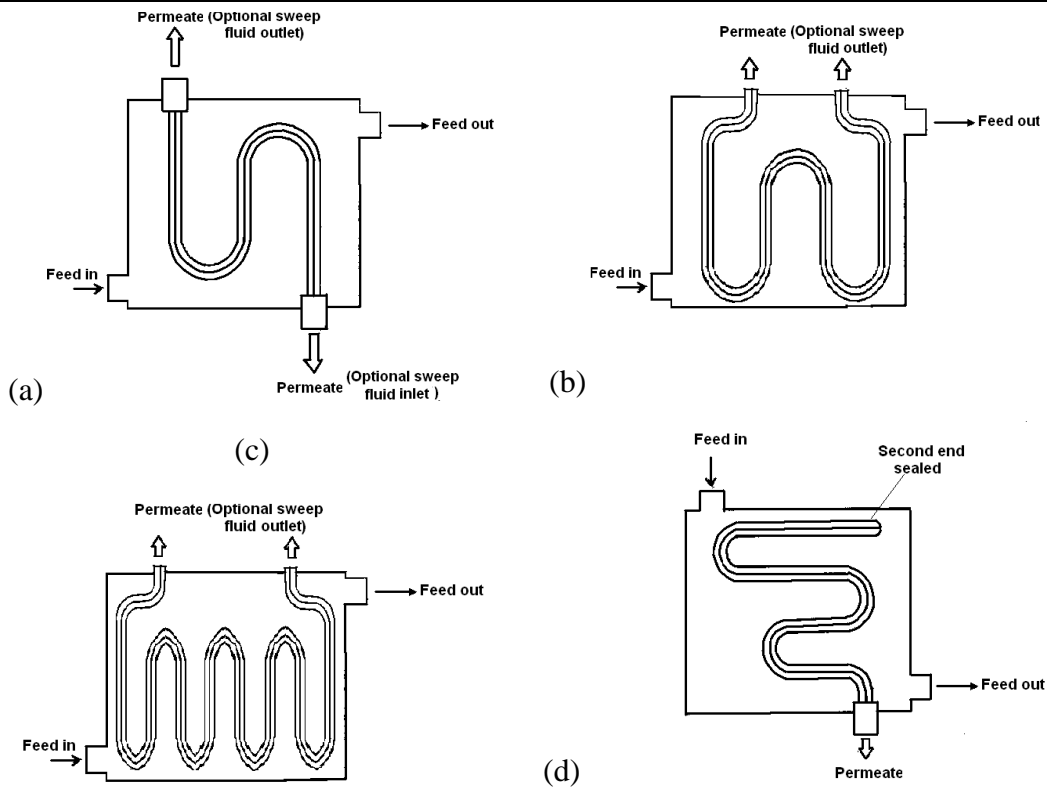 Permeate (Optional sweep
fluid outlet)
Feed out
Feed in
Permeate (Optional sweep
fluid inlet )
(a)
Permeate (Optional sweep
fluid outlet)
Feed out
Feed in
(b)
(c)
Permeate (Optional sweep
fluid outlet)
Feed out
Feed in
Feed in
Second end
sealed
Feed out
(d)
Permeate